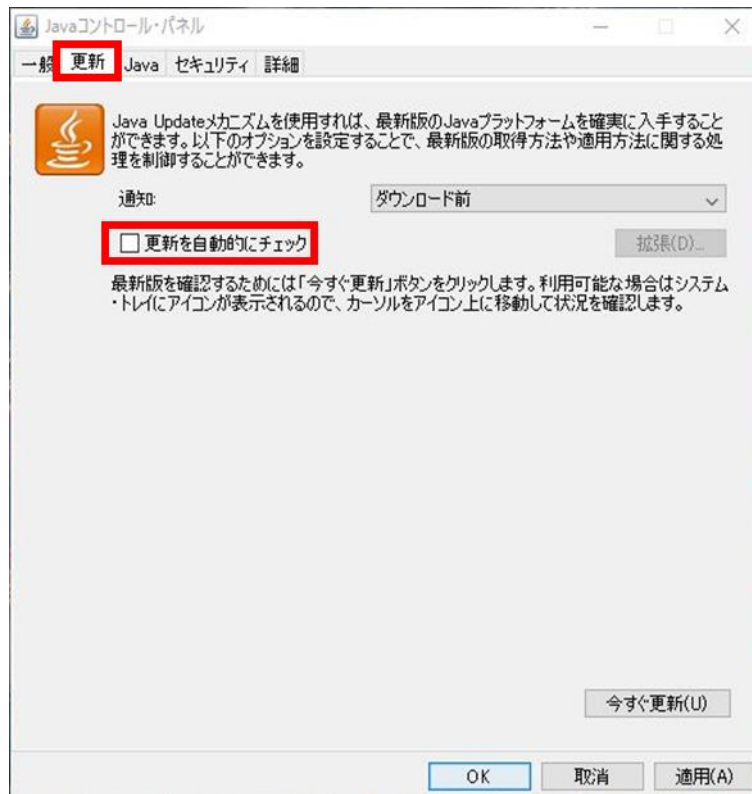 Javaコントロール・パネル
一般 更新 Java セキュリティ 詳細
Java Updateメカニズムを使用すれば、最新版のJavaプラットフォームを確実に入手すること
ができます。以下のオプションを設定することで、最新版の取得方法や適用方法に関する処
理を制御することができます。
通知: ダウンロード前
更新を自動的にチェック 拡張(D)...
最新版を確認するためには「今すぐ更新」ボタンをクリックします。利用可能な場合はシステム
・トレイにアイコンが表示されるので、カーソルをアイコン上に移動して状況を確認します。
今すぐ更新(U)
OK 取消 適用(A)